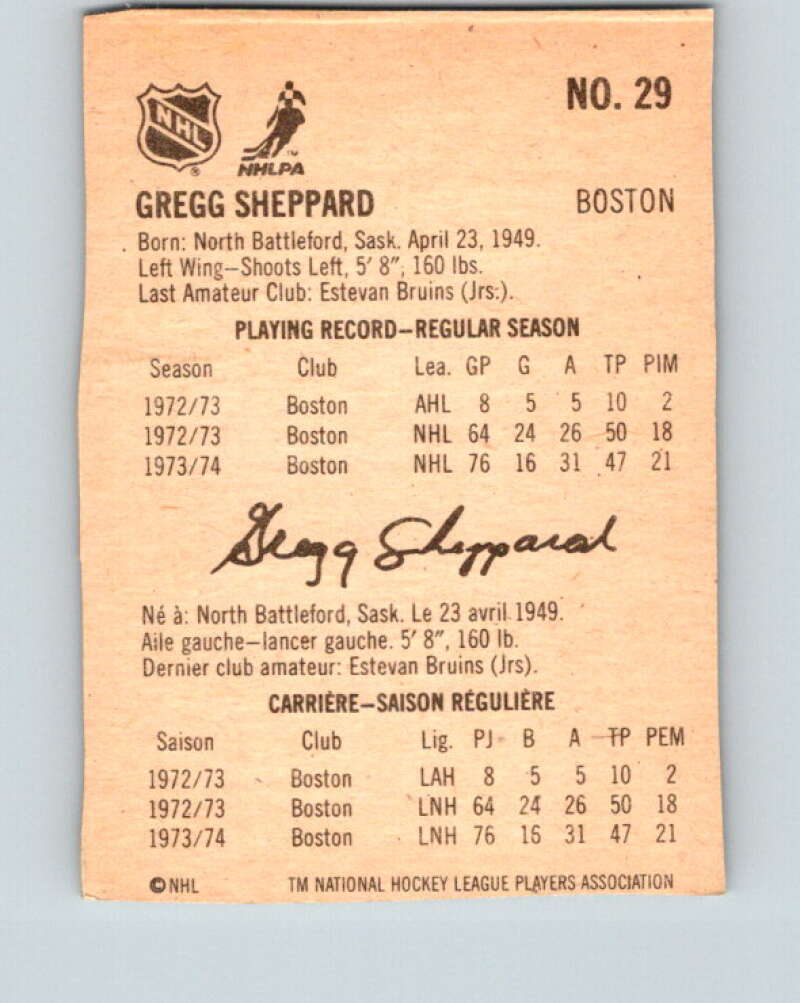 NO. 29
NHL
NHLPA
GREGG SHEPPARD BOSTON
Born: North Battleford, Sask. April 23, 1949.
Left Wing—Shoots Left, 5′ 8″, 160 lbs.
Last Amateur Club: Estevan Bruins (Jrs.).
PLAYING RECORD—REGULAR SEASON
Season Club Lea. GP G A TP PIM
1972/73 Boston AHL 8 5 5 10 2
1972/73 Boston NHL 64 24 26 50 18
1973/74 Boston NHL 76 16 31 47 21
Gregg Sheppard
Né à: North Battleford, Sask. Le 23 avril 1949.
Aile gauche—lancer gauche. 5′ 8″, 160 lb.
Dernier club amateur: Estevan Bruins (Jrs).
CARRIÈRE—SAISON RÉGULIÈRE
Saison Club Lig. PJ B A TP PEM
1972/73 Boston LAH 8 5 5 10 2
1972/73 Boston LNH 64 24 26 50 18
1973/74 Boston LNH 76 16 31 47 21
©NHL TM NATIONAL HOCKEY LEAGUE PLAYERS ASSOCIATION